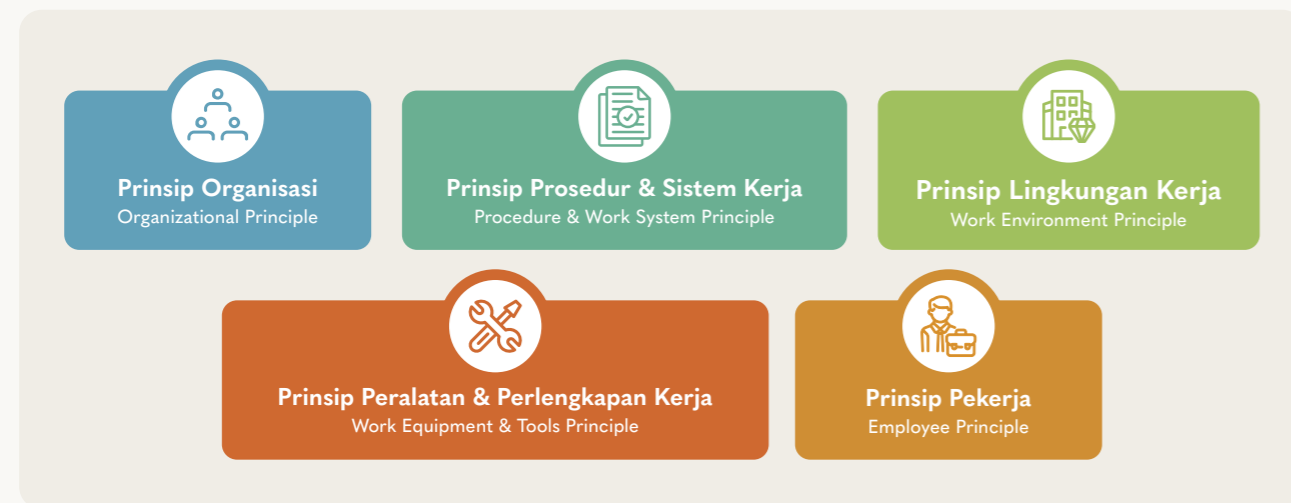 Prinsip Organisasi
Organizational Principle
Prinsip Prosedur & Sistem Kerja
Procedure & Work System Principle
Prinsip Lingkungan Kerja
Work Environment Principle
Prinsip Peralatan & Perlengkapan Kerja
Work Equipment & Tools Principle
Prinsip Pekerja
Employee Principle